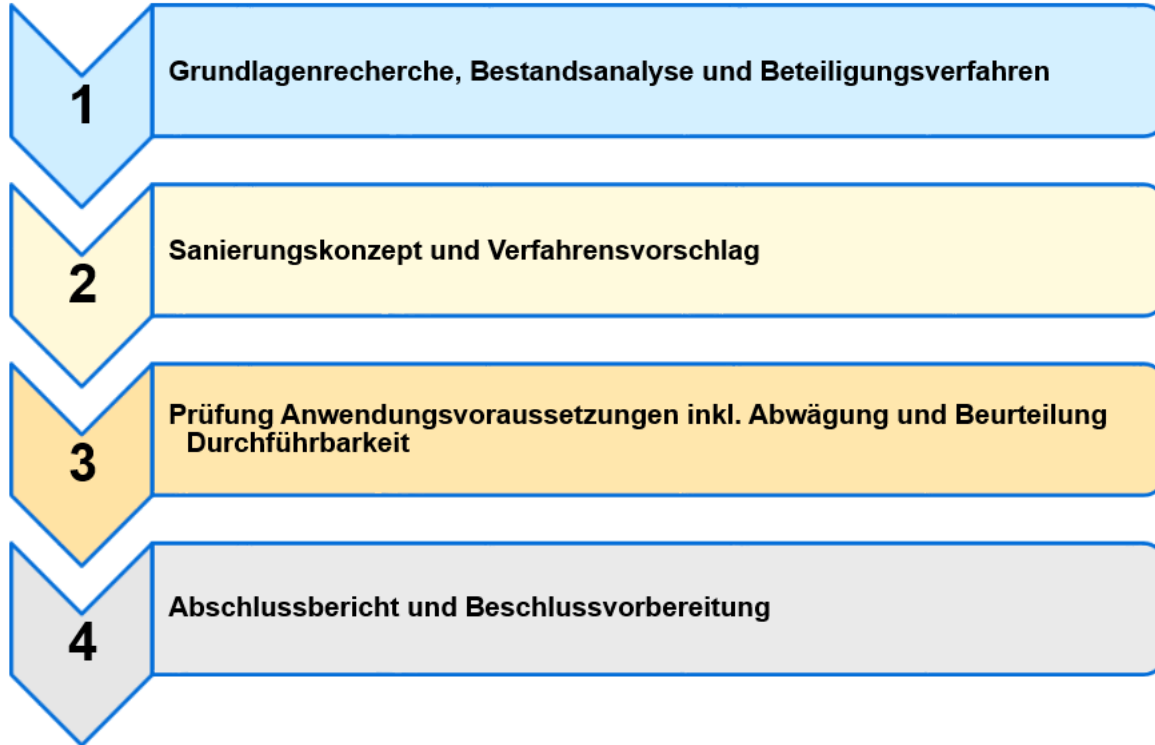 1
Grundlagenrecherche, Bestandsanalyse und Beteiligungsverfahren
2
Sanierungskonzept und Verfahrensvorschlag
3
Prüfung Anwendungsvoraussetzungen inkl. Abwägung und Beurteilung
Durchführbarkeit
4
Abschlussbericht und Beschlussvorbereitung